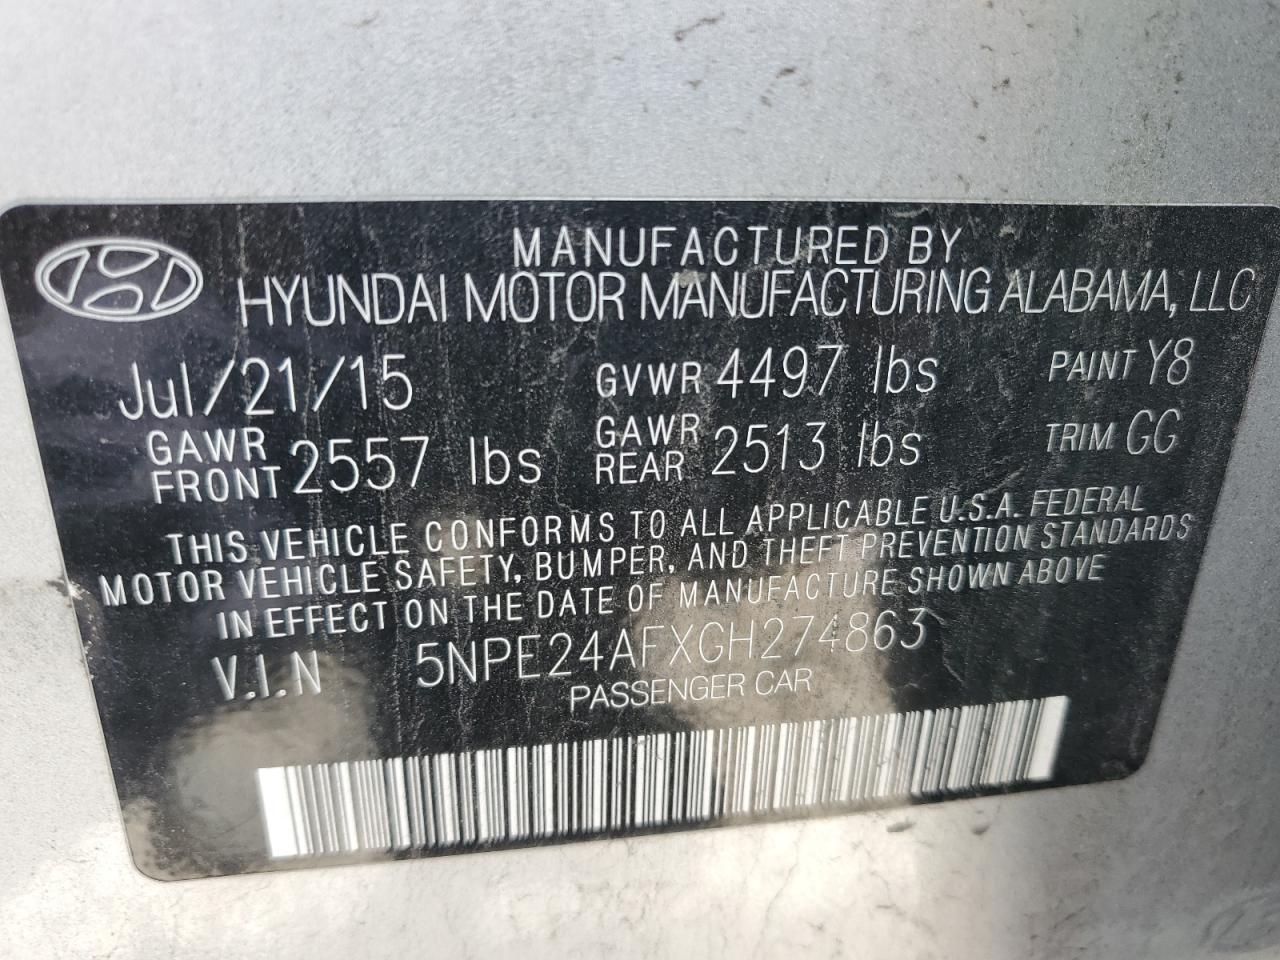 MANUFACTURED BY
HYUNDAI MOTOR MANUFACTURING ALABAMA, LLC
Jul/21/15 GVWR 4497 lbs PAINT Y8
GAWR FRONT 2557 lbs GAWR REAR 2513 lbs TRIM GG
THIS VEHICLE CONFORMS TO ALL APPLICABLE U.S.A. FEDERAL
MOTOR VEHICLE SAFETY, BUMPER, AND THEFT PREVENTION STANDARDS
IN EFFECT ON THE DATE OF MANUFACTURE SHOWN ABOVE
V.I.N 5NPE24AFXGH274863
PASSENGER CAR